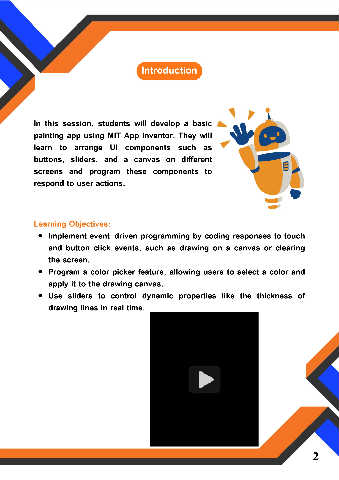 Introduction
In this session, students will develop a basic
painting app using MIT App Inventor. They will
learn to arrange UI components such as
buttons, sliders, and a canvas on different
screens and program these components to
respond to user actions.
Learning Objectives:
• Implement event driven programming by coding responses to touch
and button click events, such as drawing on a canvas or clearing
the screen.
• Program a color picker feature, allowing users to select a color and
apply it to the drawing canvas.
• Use sliders to control dynamic properties like the thickness of
drawing lines in real time.
2